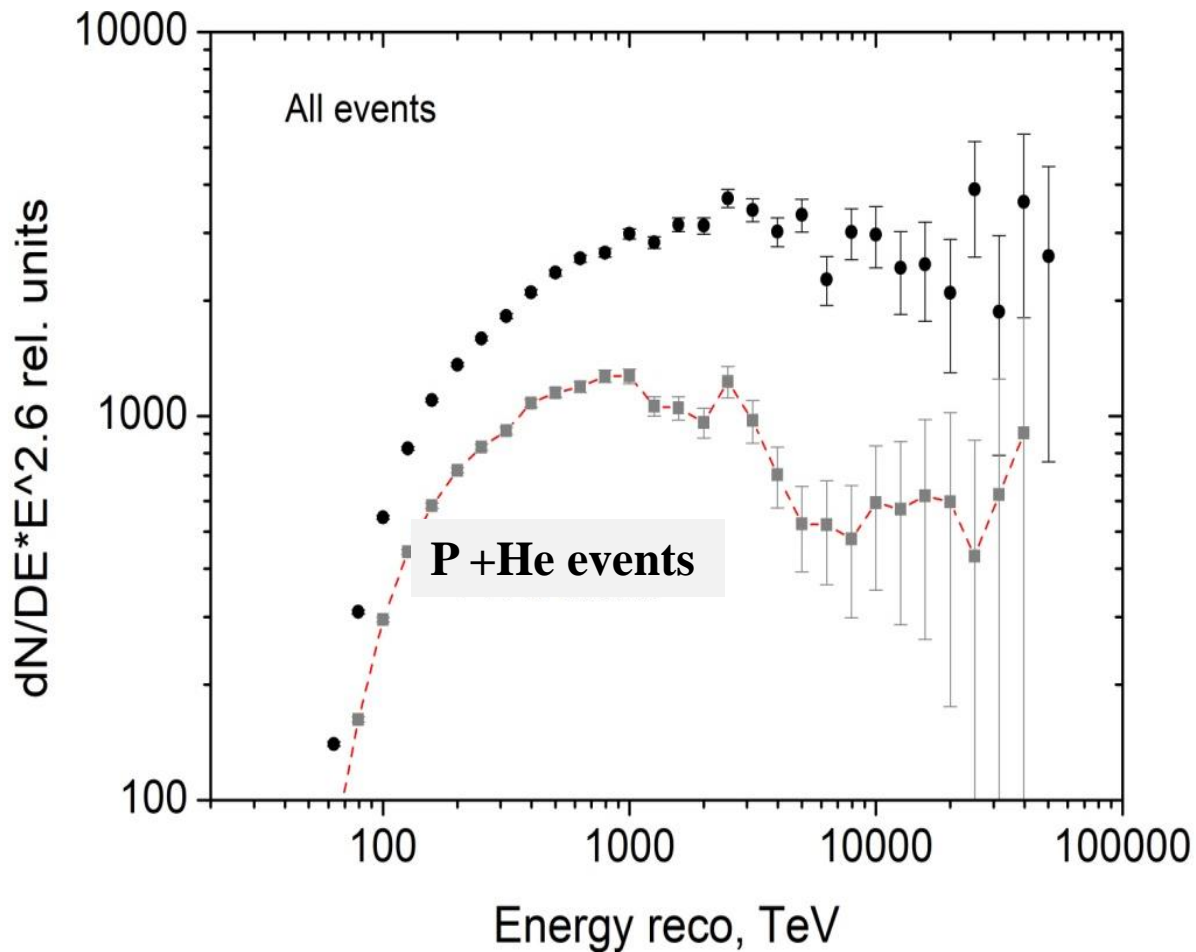 10000
All events
dN/DE*E^2.6 rel. units
1000
P +He events
100
100 1000 10000 100000
Energy reco, TeV